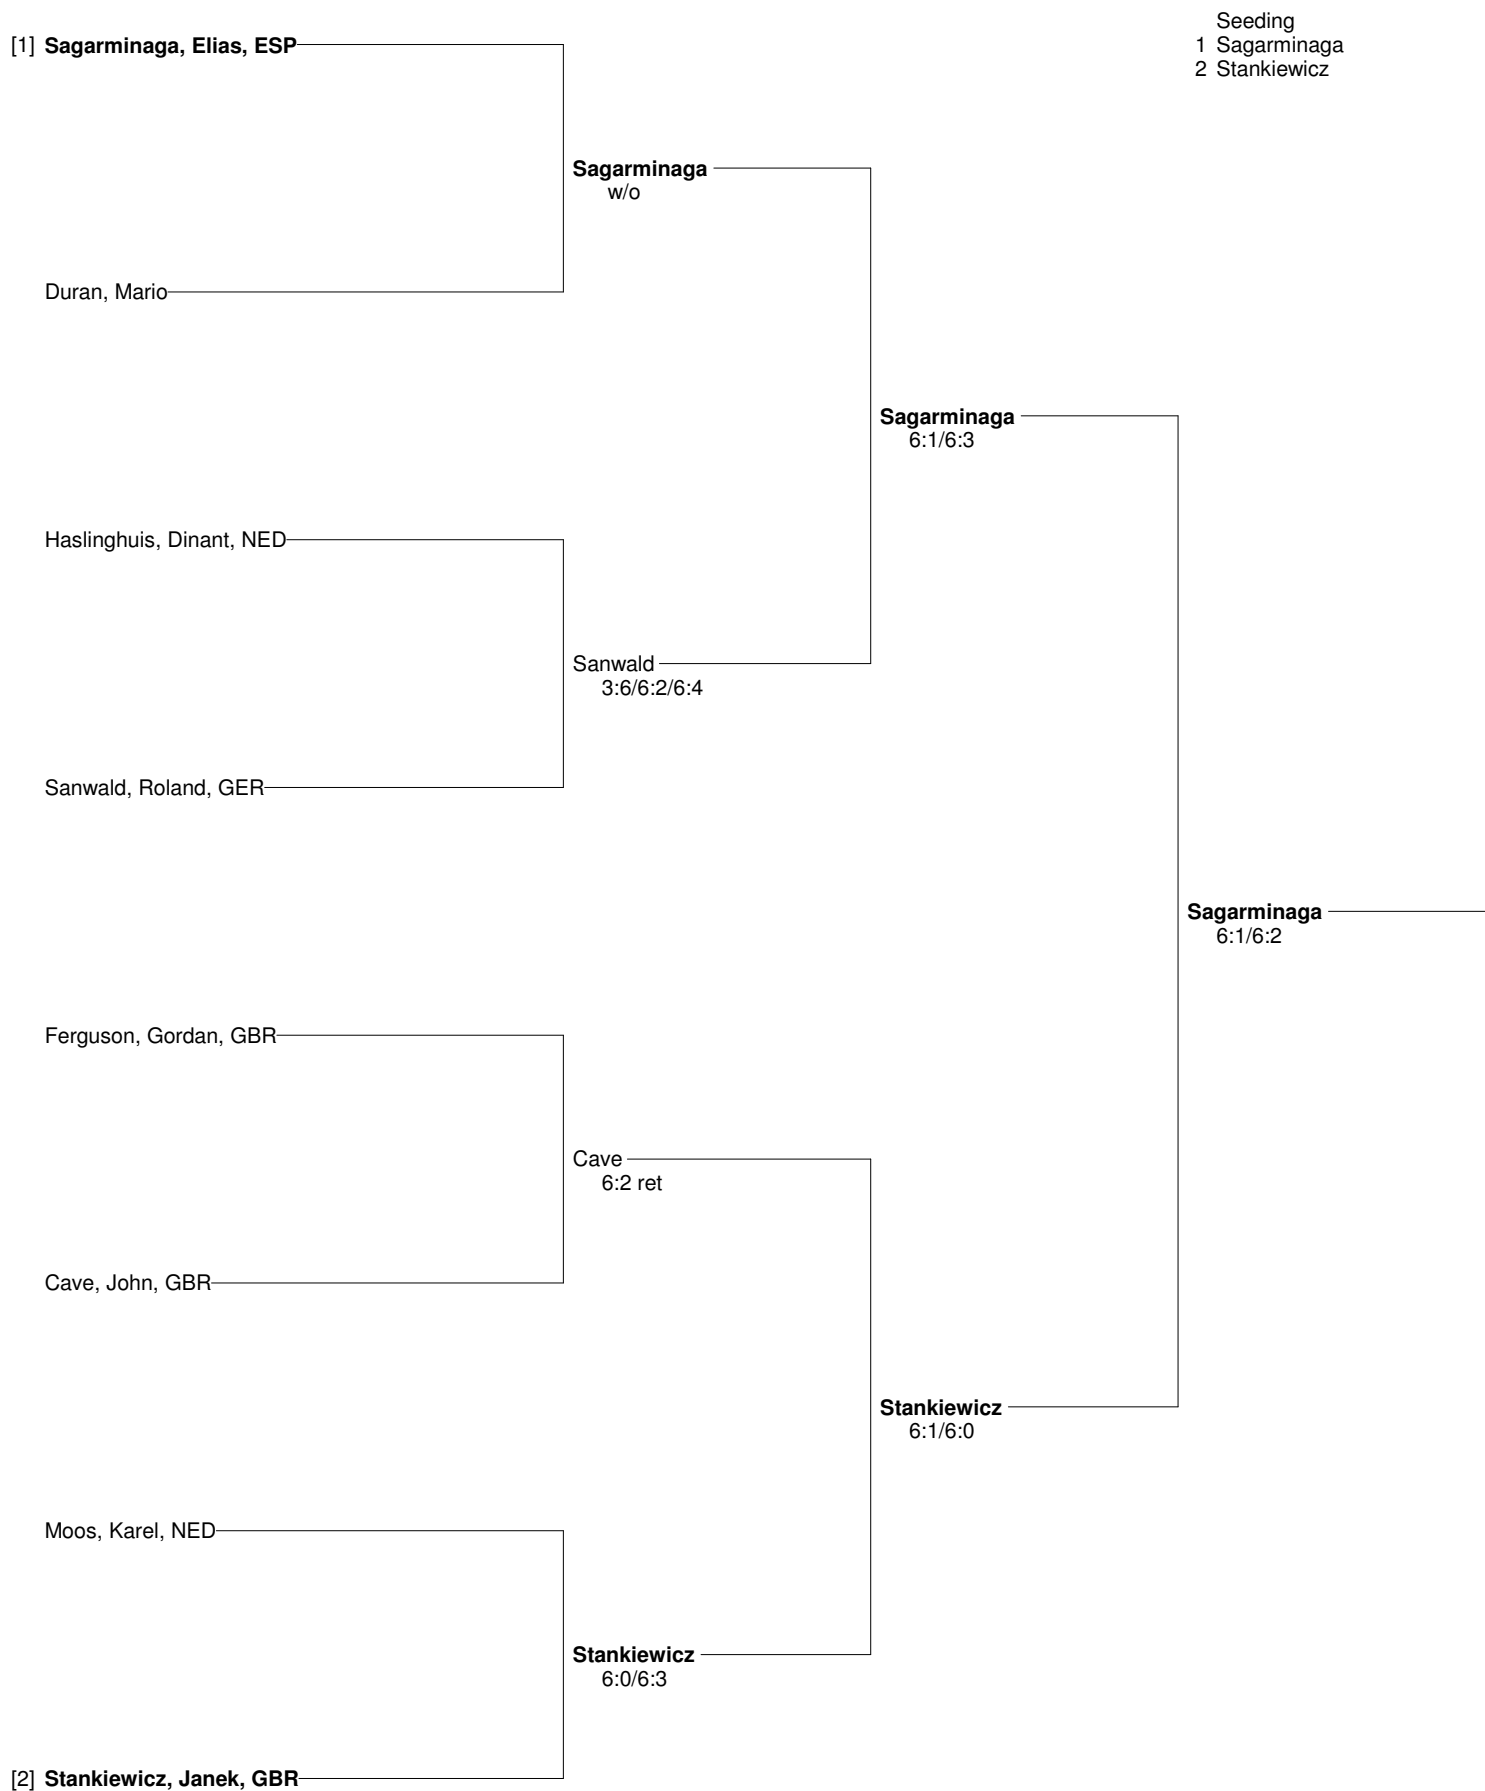 Seeding
1 Sagarminaga
2 Stankiewicz
[1] Sagarminaga, Elias, ESP
Sagarminaga
w/o
Duran, Mario
Sagarminaga
6:1/6:3
Haslinghuis, Dinant, NED
Sanwald
3:6/6:2/6:4
Sanwald, Roland, GER
Sagarminaga
6:1/6:2
Ferguson, Gordan, GBR
Cave
6:2 ret
Cave, John, GBR
Stankiewicz
6:1/6:0
Moos, Karel, NED
Stankiewicz
6:0/6:3
[2] Stankiewicz, Janek, GBR